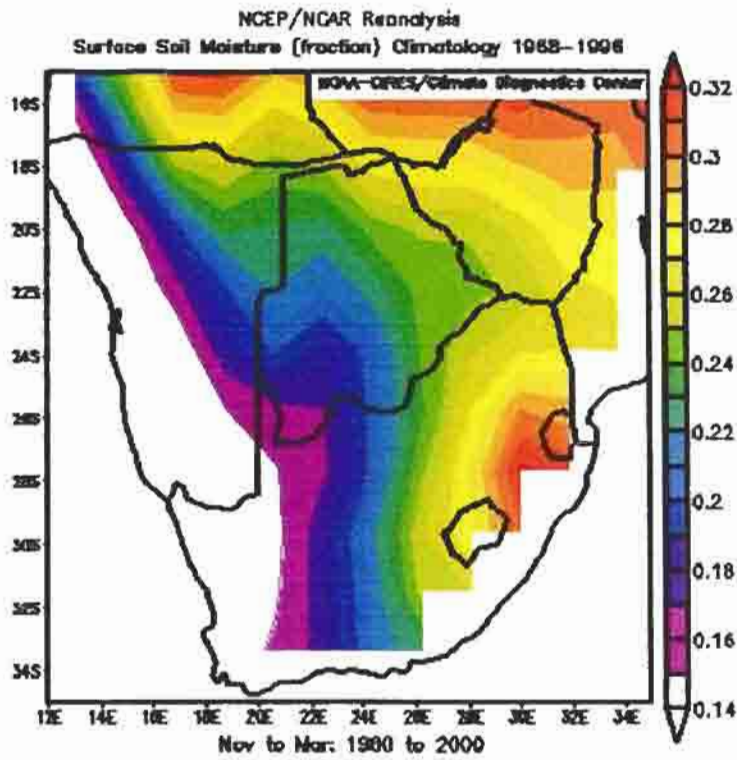 NCEP/NCAR Reanalysis
Surface Soil Moisture (fraction) Climatology 1968–1996
NOAA-CIRES/Climate Diagnostics Center
16S
18S
20S
22S
24S
26S
28S
30S
32S
34S
12E 14E 16E 18E 20E 22E 24E 26E 28E 30E 32E 34E
0.32
0.3
0.28
0.26
0.24
0.22
0.2
0.18
0.16
0.14
Nov to Mar: 1980 to 2000